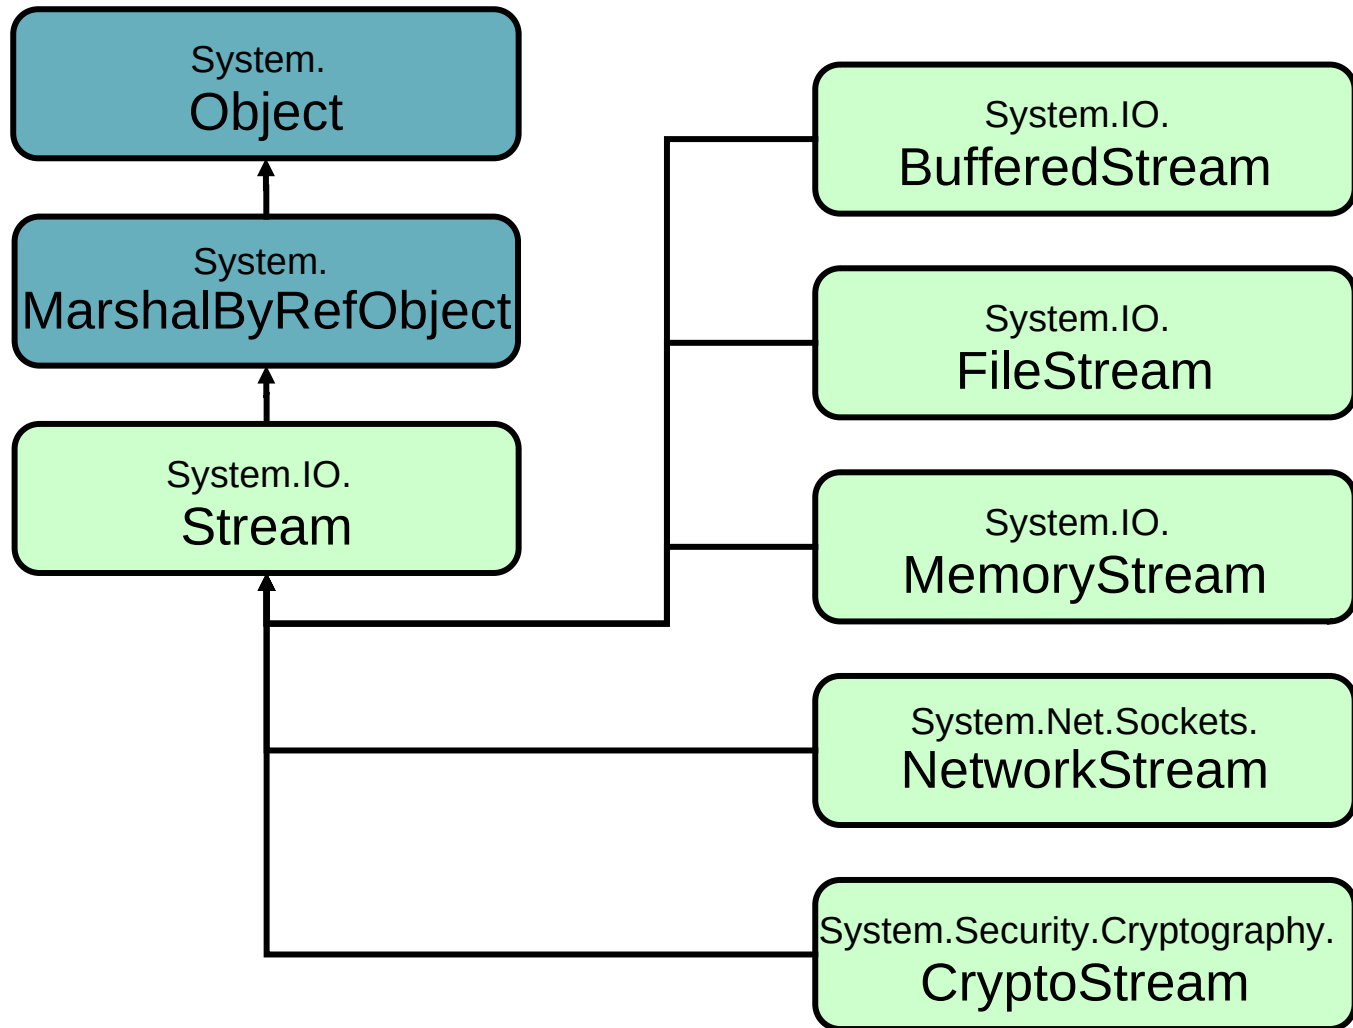 System.
Object
System.
MarshalByRefObject
System.IO.
Stream
System.IO.
BufferedStream
System.IO.
FileStream
System.IO.
MemoryStream
System.Net.Sockets.
NetworkStream
System.Security.Cryptography.
CryptoStream